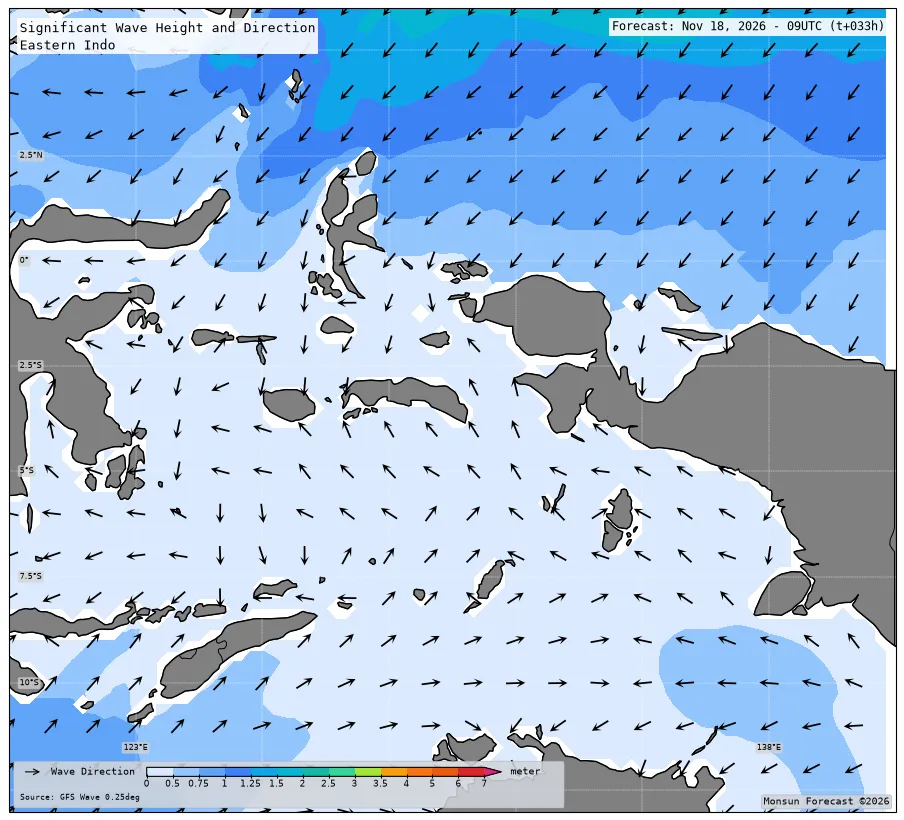 Significant Wave Height and Direction
Eastern Indo
Forecast: Nov 18, 2026 - 09UTC (t+033h)
2.5°N
0°
2.5°S
5°S
7.5°S
10°S
123°E
138°E
Wave Direction
meter
0 0.5 0.75 1 1.25 1.5 2 2.5 3 3.5 4 5 6 7
Source: GFS Wave 0.25deg
Monsun Forecast ©2026